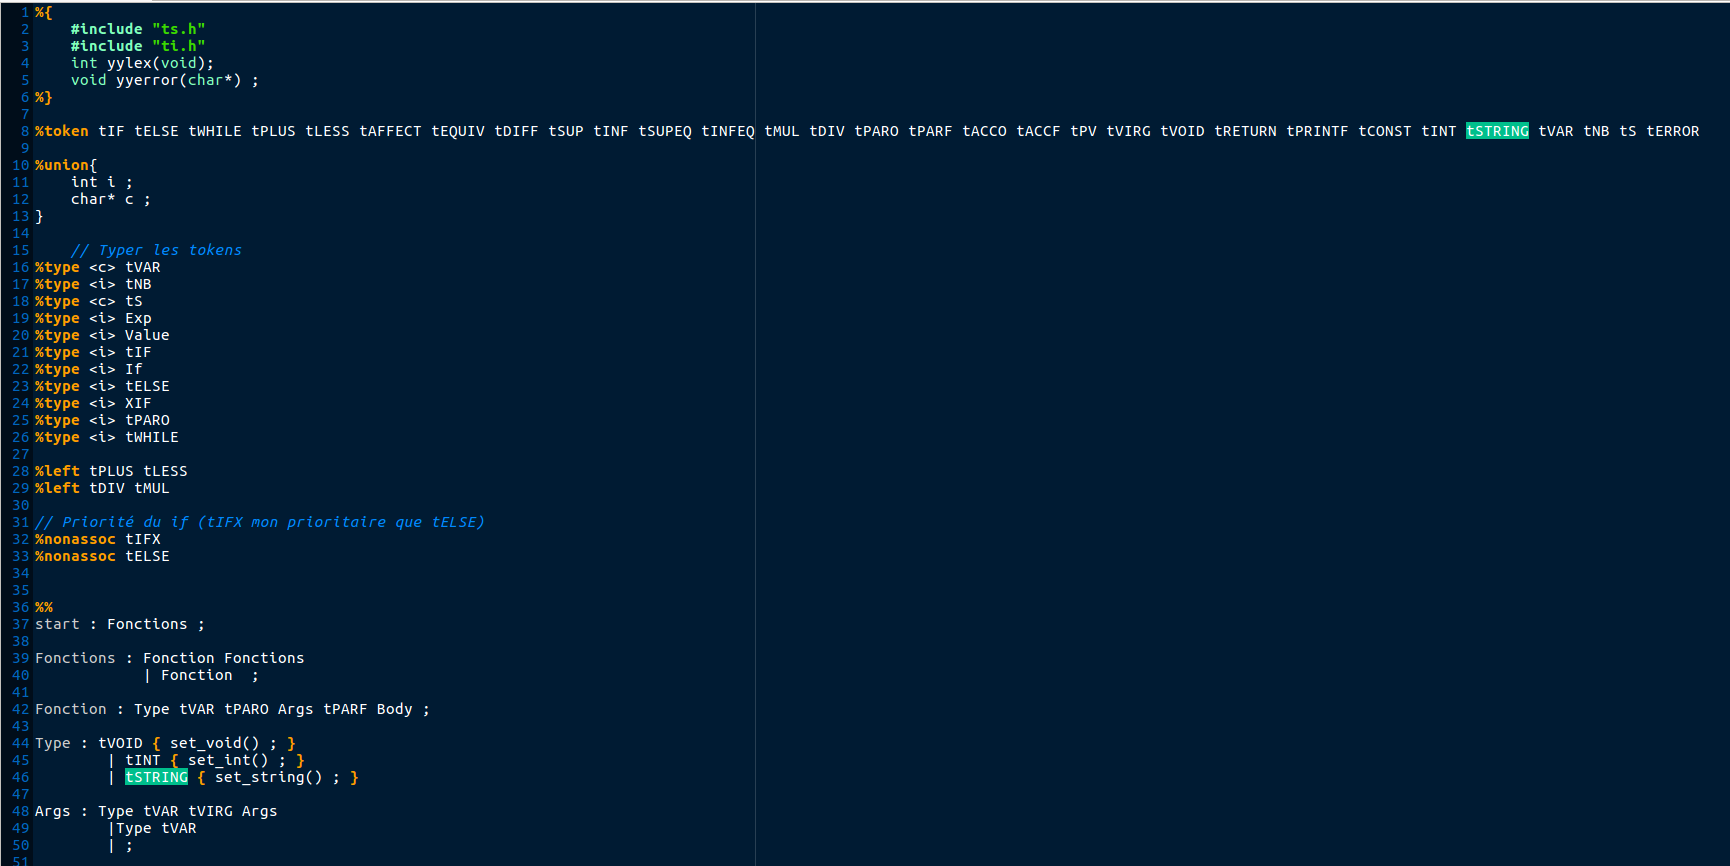 1 %{
2     #include "ts.h"
3     #include "ti.h"
4     int yylex(void);
5     void yyerror(char*) ;
6 %}
7
8 %token tIF tELSE tWHILE tPLUS tLESS tAFFECT tEQUIV tDIFF tSUP tINF tSUPEQ tINFEQ tMUL tDIV tPARO tPARF tACCO tACCF tPV tVIRG tVOID tRETURN tPRINTF tCONST tINT tSTRING tVAR tNB tS tERROR
9
10 %union{
11     int i ;
12     char* c ;
13 }
14
15     // Typer les tokens
16 %type <c> tVAR
17 %type <i> tNB
18 %type <c> tS
19 %type <i> Exp
20 %type <i> Value
21 %type <i> tIF
22 %type <i> If
23 %type <i> tELSE
24 %type <i> XIF
25 %type <i> tPARO
26 %type <i> tWHILE
27
28 %left tPLUS tLESS
29 %left tDIV tMUL
30
31 // Priorité du if (tIFX mon prioritaire que tELSE)
32 %nonassoc tIFX
33 %nonassoc tELSE
34
35
36 %%
37 start : Fonctions ;
38
39 Fonctions : Fonction Fonctions
40             | Fonction  ;
41
42 Fonction : Type tVAR tPARO Args tPARF Body ;
43
44 Type : tVOID { set_void() ; }
45         | tINT { set_int() ; }
46         | tSTRING { set_string() ; }
47
48 Args : Type tVAR tVIRG Args
49         |Type tVAR
50         | ;
51